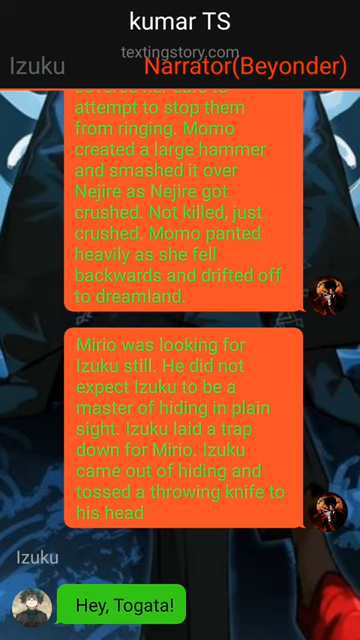 kumar TS
textingstory.com
Izuku
Narrator(Beyonder)
covered her ears to
attempt to stop them
from ringing. Momo
created a large hammer
and smashed it over
Nejire as Nejire got
crushed. Not killed, just
crushed. Momo panted
heavily as she fell
backwards and drifted off
to dreamland.
Mirio was looking for
Izuku still. He did not
expect Izuku to be a
master of hiding in plain
sight. Izuku laid a trap
down for Mirio. Izuku
came out of hiding and
tossed a throwing knife to
his head
Izuku
Hey, Togata!